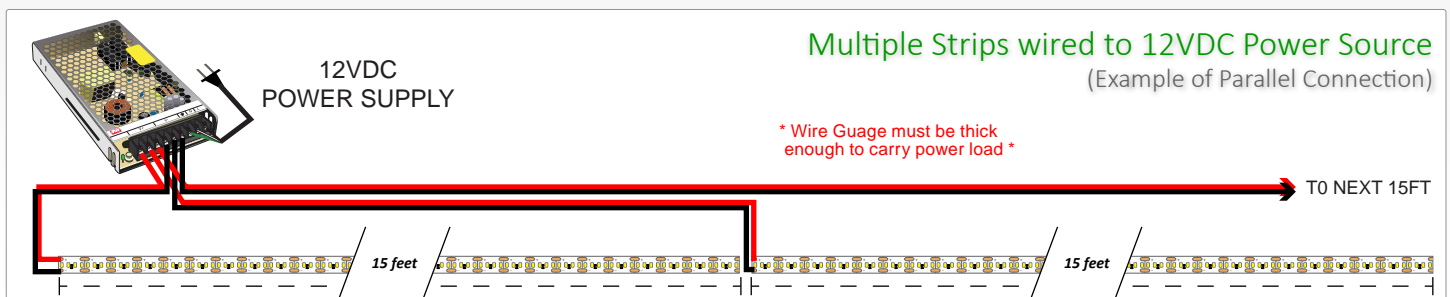 Multiple Strips wired to 12VDC Power Source
(Example of Parallel Connection)
12VDC
POWER SUPPLY
* Wire Guage must be thick
enough to carry power load *
T0 NEXT 15FT
15 feet
15 feet